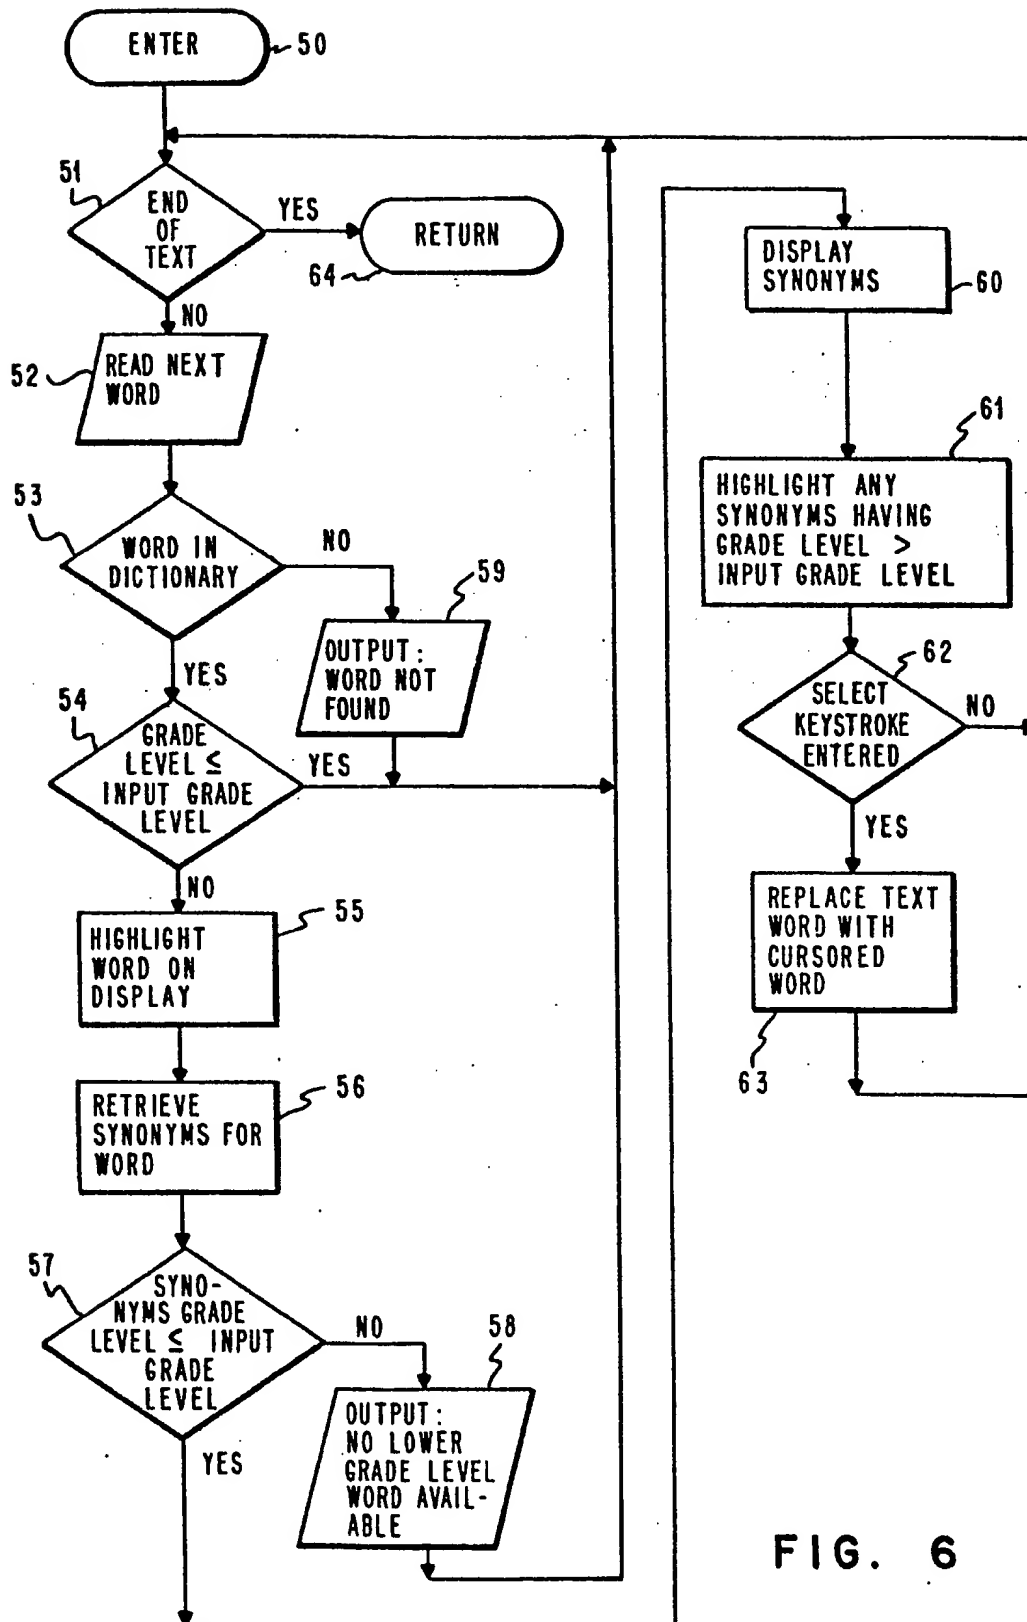 ENTER
50
51
END
OF
TEXT
YES
RETURN
64
NO
52
READ NEXT
WORD
53
WORD IN
DICTIONARY
NO
59
OUTPUT:
WORD NOT
FOUND
YES
54
GRADE
LEVEL ≤
INPUT GRADE
LEVEL
YES
NO
55
HIGHLIGHT
WORD ON
DISPLAY
56
RETRIEVE
SYNONYMS FOR
WORD
57
SYNO-
NYMS GRADE
LEVEL ≤ INPUT
GRADE
LEVEL
NO
58
OUTPUT:
NO LOWER
GRADE LEVEL
WORD AVAIL-
ABLE
YES
DISPLAY
SYNONYMS
60
61
HIGHLIGHT ANY
SYNONYMS HAVING
GRADE LEVEL >
INPUT GRADE LEVEL
62
SELECT
KEYSTROKE
ENTERED
NO
YES
REPLACE TEXT
WORD WITH
CURSORED
WORD
63
FIG. 6